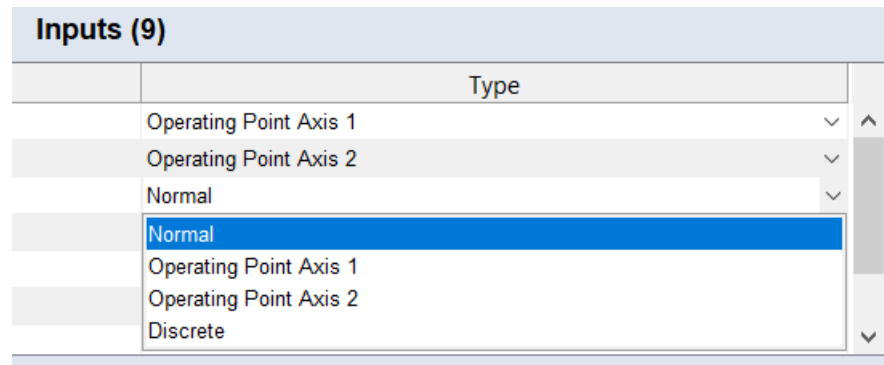 Inputs (9)
Type
Operating Point Axis 1
Operating Point Axis 2
Normal
Normal
Operating Point Axis 1
Operating Point Axis 2
Discrete